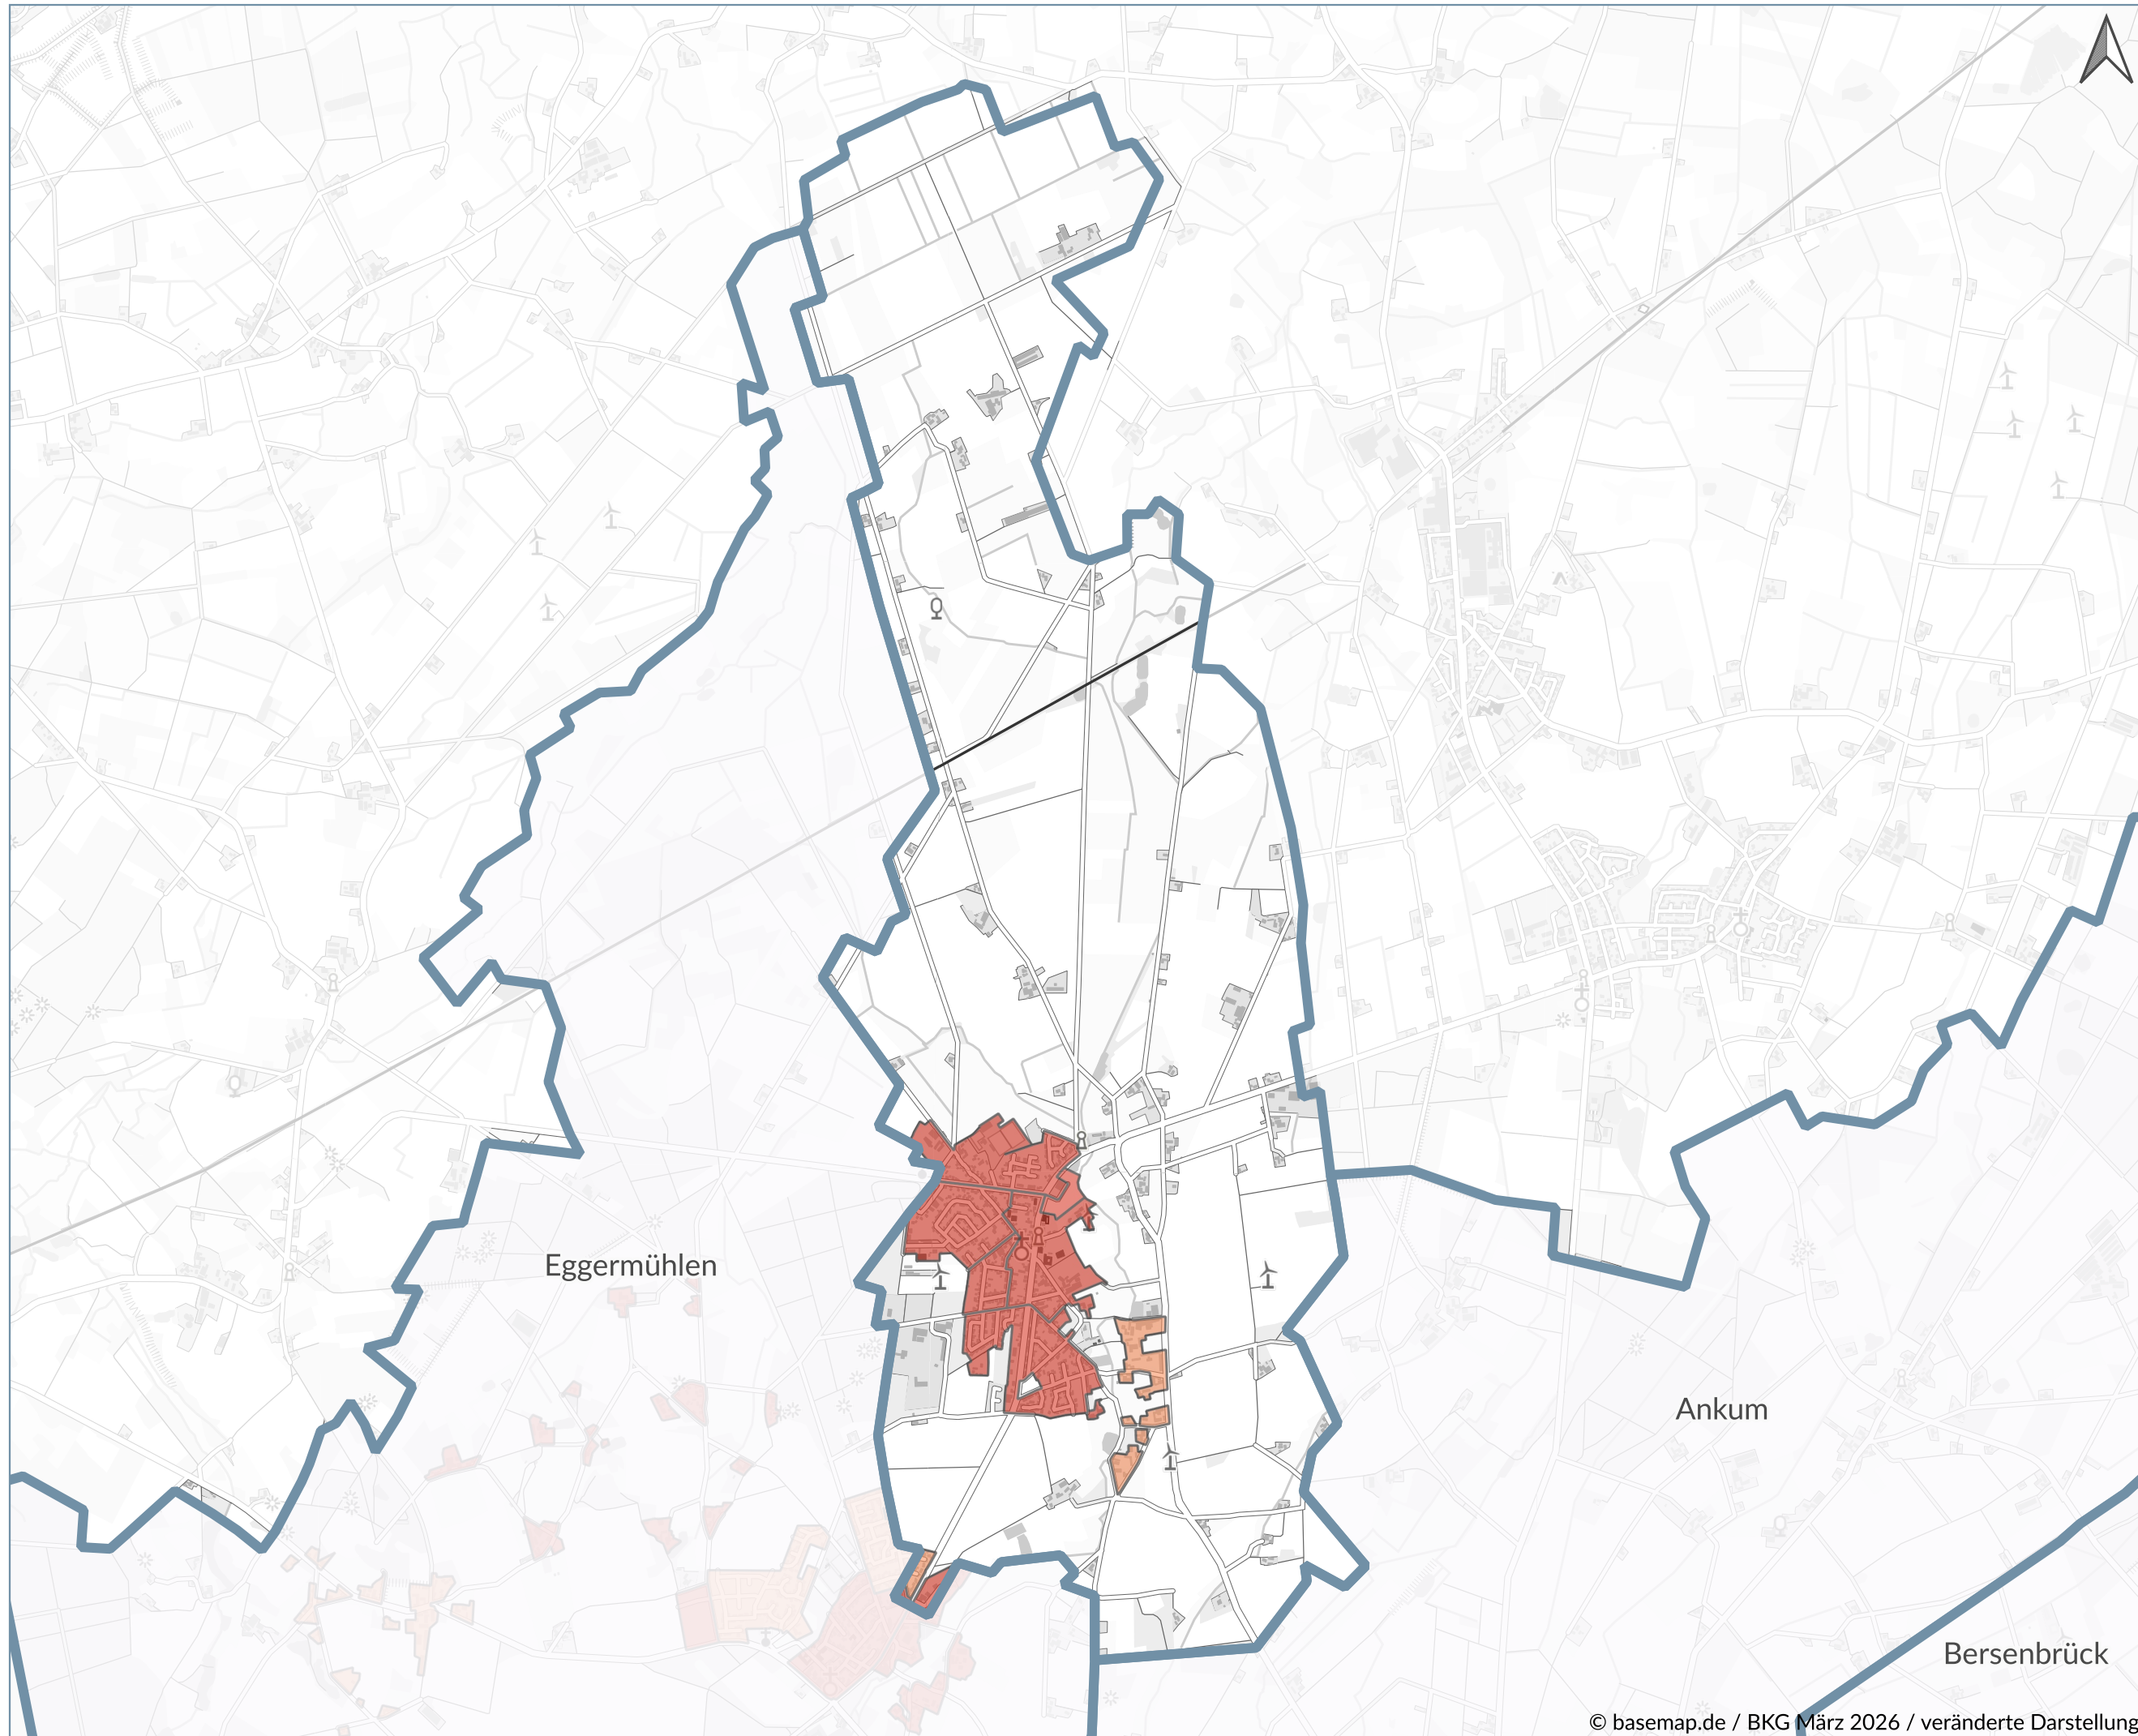 Eggermühlen
Ankum
Bersenbrück
© basemap.de / BKG März 2026 / veränderte Darstellung